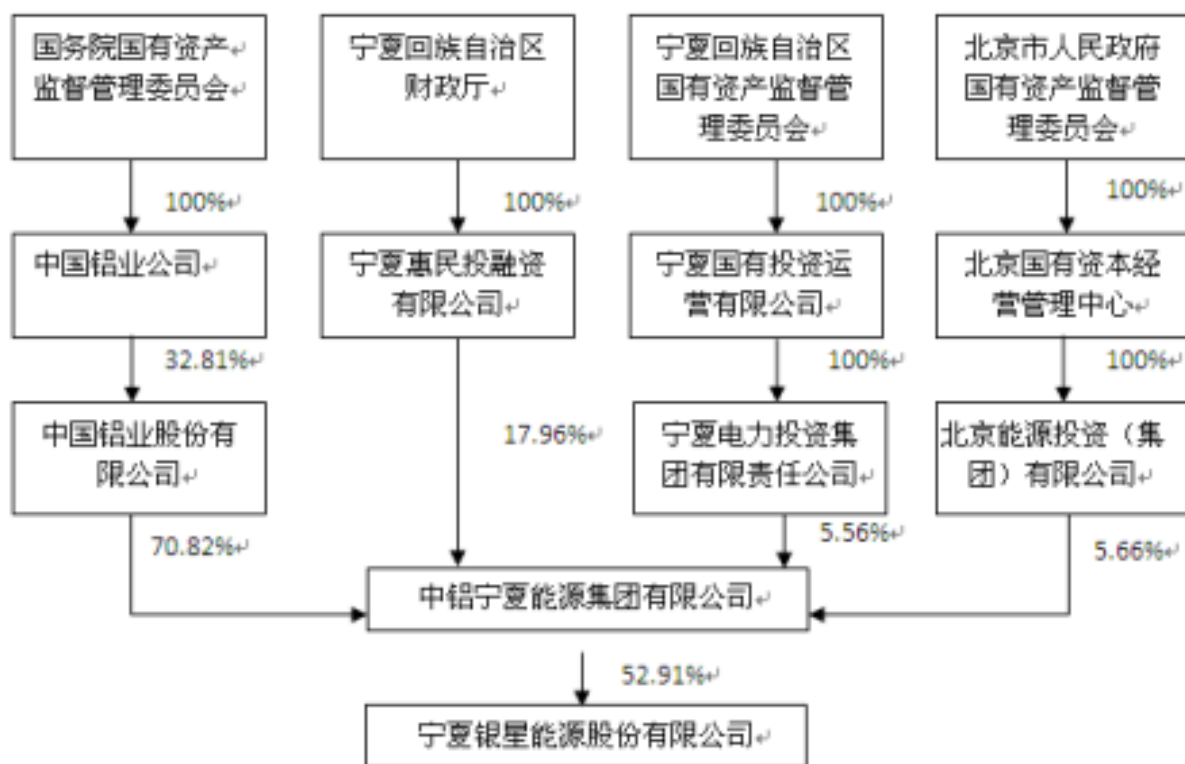 国务院国有资产
监督管理委员会
宁夏回族自治区
财政厅
宁夏回族自治区
国有资产监督管
理委员会
北京市人民政府
国有资产监督管
理委员会
100%
100%
100%
100%
中国铝业公司
宁夏惠民投融资
有限公司
宁夏国有投资运
营有限公司
北京国有资本经
营管理中心
32.81%
100%
100%
中国铝业股份有
限公司
17.96%
宁夏电力投资集
团有限责任公司
北京能源投资（集
团）有限公司
70.82%
5.56%
5.66%
中铝宁夏能源集团有限公司
52.91%
宁夏银星能源股份有限公司